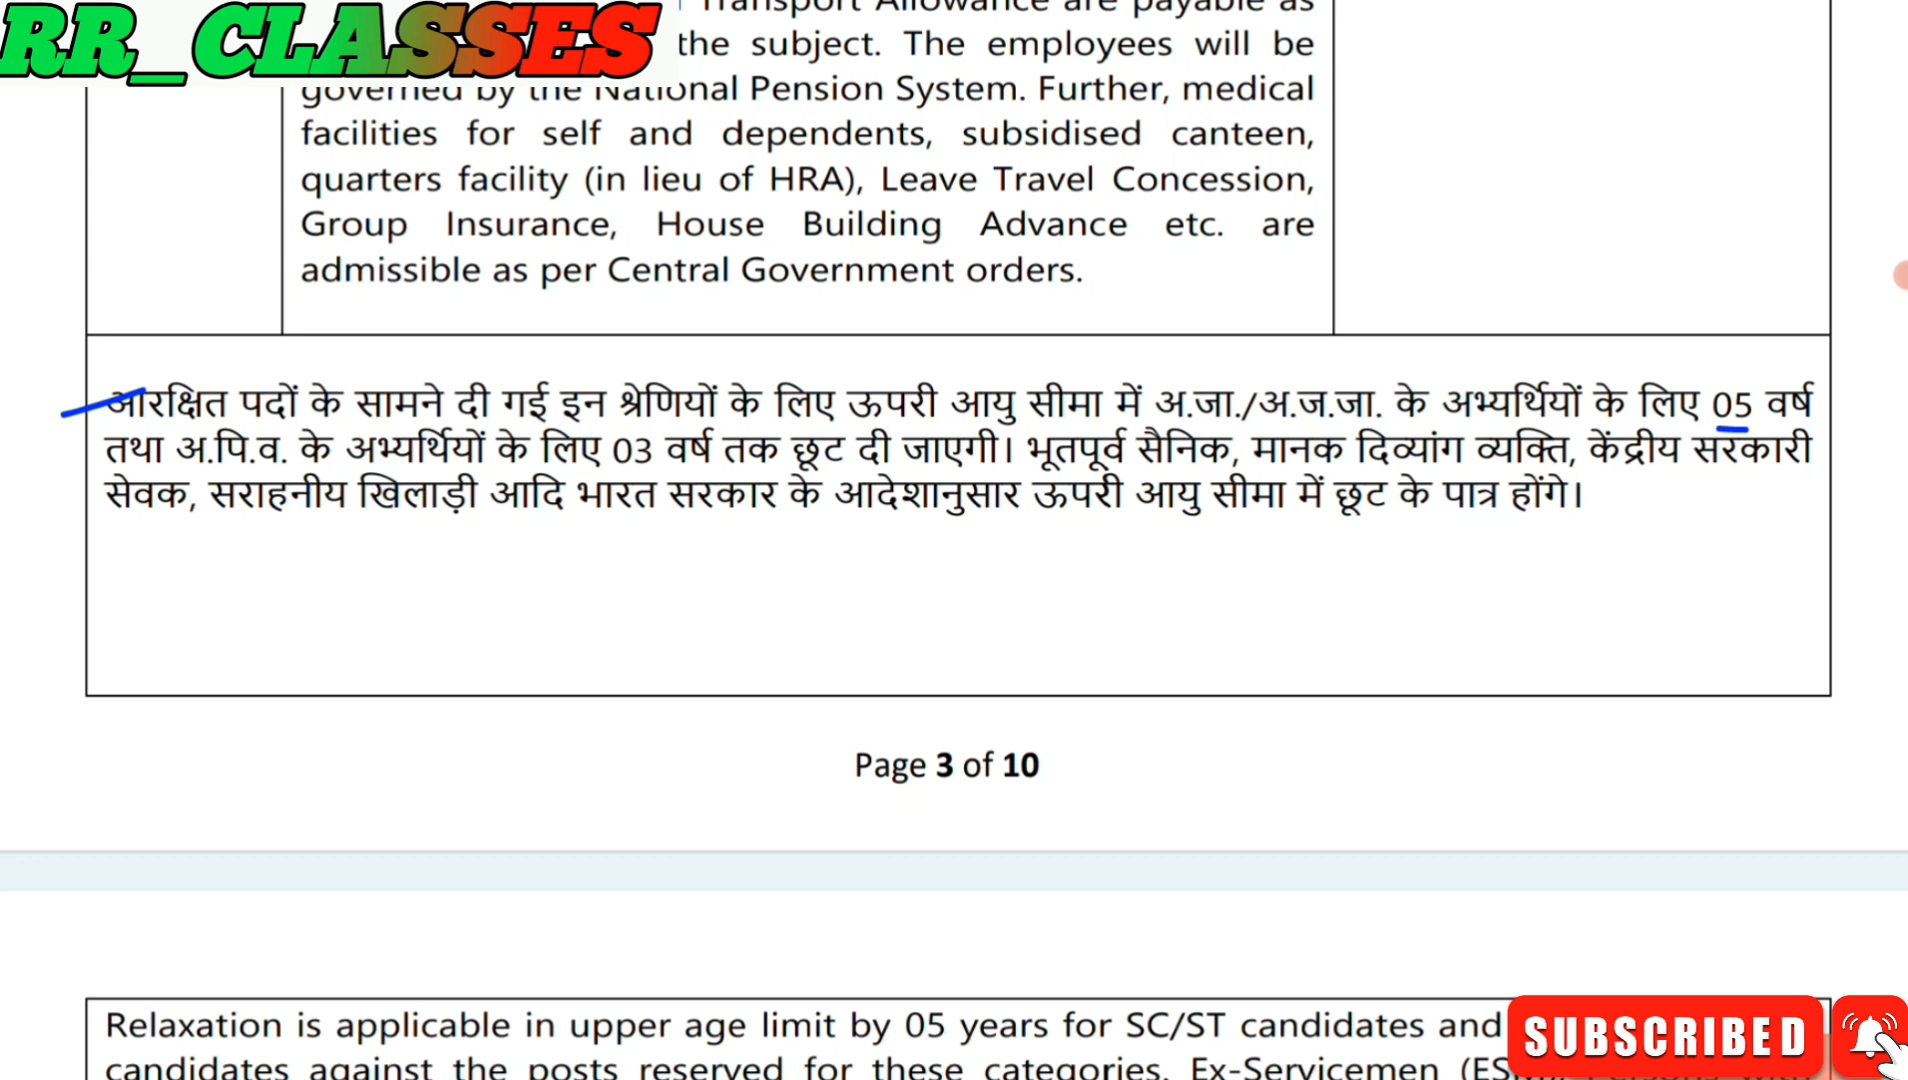 RR_CLASSES
Transport Allowance are payable as
the subject. The employees will be
governed by the National Pension System. Further, medical
facilities for self and dependents, subsidised canteen,
quarters facility (in lieu of HRA), Leave Travel Concession,
Group Insurance, House Building Advance etc. are
admissible as per Central Government orders.
आरक्षित पदों के सामने दी गई इन श्रेणियों के लिए ऊपरी आयु सीमा में अ.जा./अ.ज.जा. के अभ्यर्थियों के लिए 05 वर्ष
तथा अ.पि.व. के अभ्यर्थियों के लिए 03 वर्ष तक छूट दी जाएगी। भूतपूर्व सैनिक, मानक दिव्यांग व्यक्ति, केंद्रीय सरकारी
सेवक, सराहनीय खिलाड़ी आदि भारत सरकार के आदेशानुसार ऊपरी आयु सीमा में छूट के पात्र होंगे।
Page 3 of 10
Relaxation is applicable in upper age limit by 05 years for SC/ST candidates and
candidates against the posts reserved for these categories. Ex-Servicemen
SUBSCRIBED